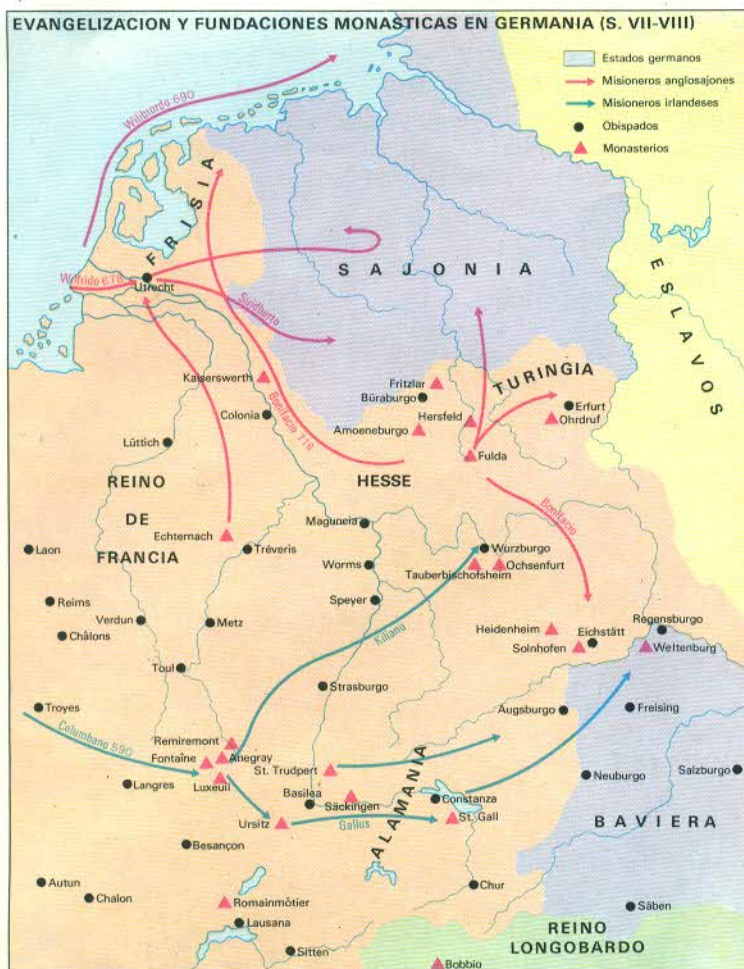 EVANGELIZACION Y FUNDACIONES MONASTICAS EN GERMANIA (S. VII-VIII)
Estados germanos
Misioneros anglosajones
Misioneros irlandeses
Obispados
Monasterios
Wilibrordo 690
FRISIA
SAJONIA
ESLAVOS
Wilfrido 678
Utrecht
Suidberto
Kaiserswerth
Fritzlar
Büraburgo
TURINGIA
Colonia
Bonifacio 716
Hersfeld
Erfurt
Ohrdruf
Amoeneburgo
Lüttich
Fulda
REINO
DE
FRANCIA
HESSE
Echternach
Maguncia
Bonifacio
Laon
Tréveris
Wurzburgo
Worms
Tauberbischofsheim
Ochsenfurt
Reims
Speyer
Verdun
Metz
Châlons
Kilianu
Heidenheim
Eichstätt
Regensburgo
Solnhofen
Weltenburg
Toul
Strasburgo
Troyes
Augsburgo
Freising
Columbano 590
Remiremont
Fontaîne
Anegray
Luxeuil
St. Trudpert
ALAMANIA
Langres
Basilea
Säckingen
Constanza
Neuburgo
Salzburgo
Ursitz
Gallus
St. Gall
BAVIERA
Besançon
Autun
Chalon
Chur
Romainmôtier
Lausana
Säben
Sitten
REINO
LONGOBARDO
Bobbio